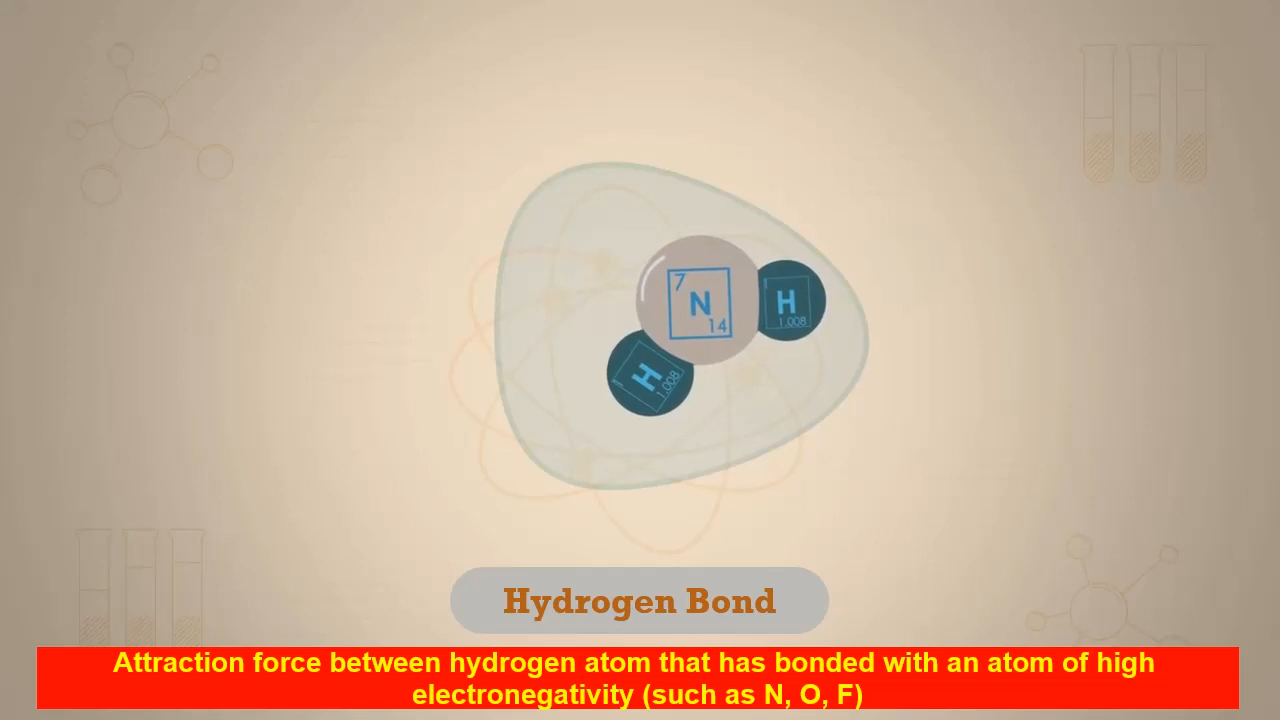 7
N
14
H
1.008
H
1.008
Hydrogen Bond
Attraction force between hydrogen atom that has bonded with an atom of high
electronegativity (such as N, O, F)